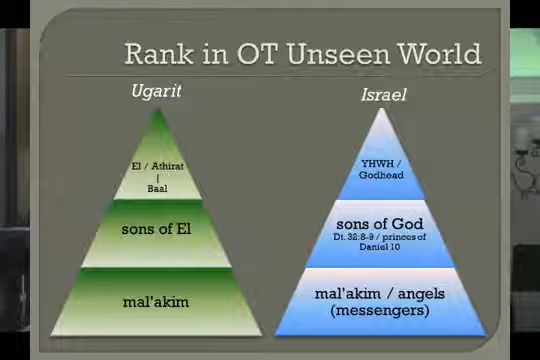 Rank in OT Unseen World
Ugarit
El / Athirat
|
Baal
sons of El
mal'akim
Israel
YHWH /
Godhead
sons of God
Dt. 32:8-9 / princes of
Daniel 10
mal'akim / angels
(messengers)